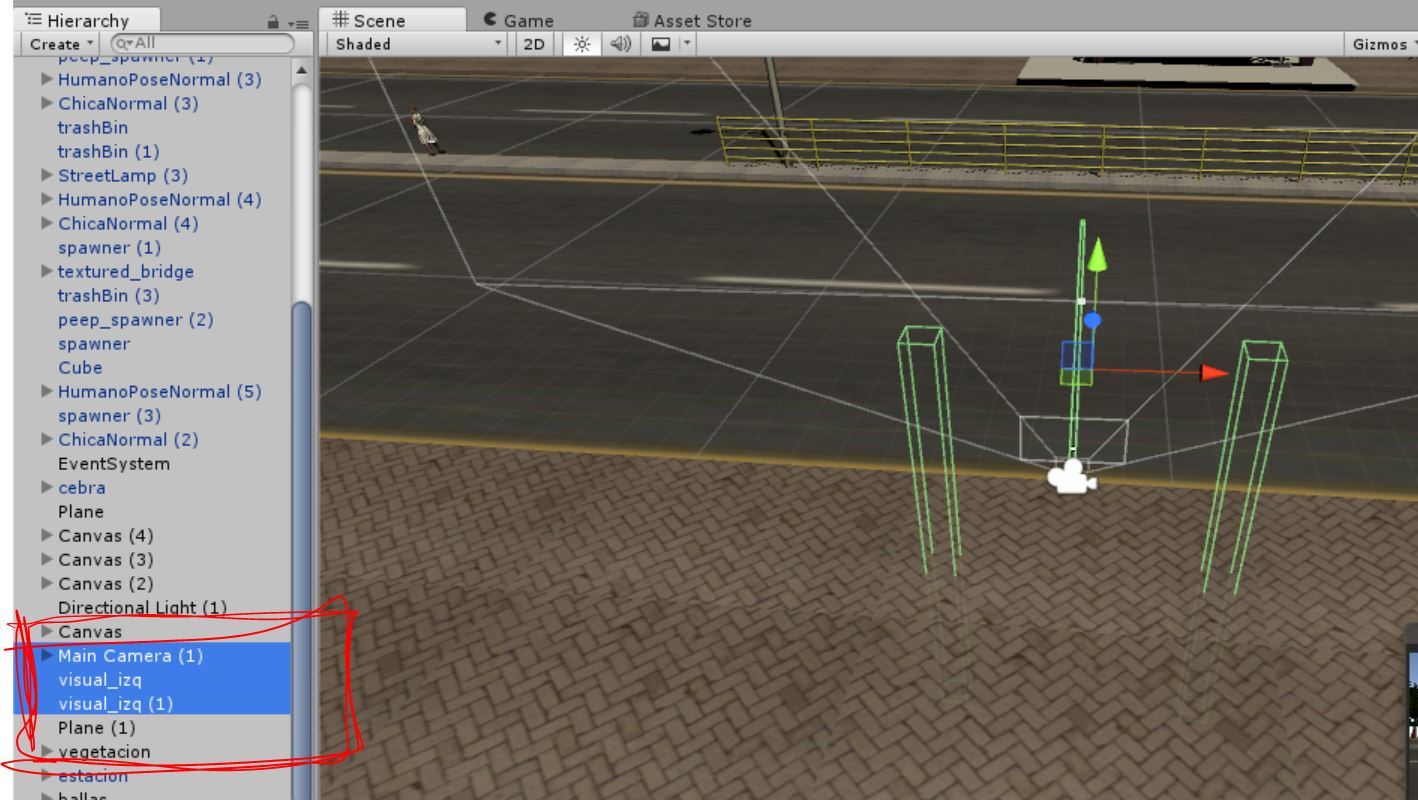 Hierarchy
Scene
Game
Asset Store
Create
All
Shaded
2D
Gizmos
peep_spawner (1)
HumanoPoseNormal (3)
ChicaNormal (3)
trashBin
trashBin (1)
StreetLamp (3)
HumanoPoseNormal (4)
ChicaNormal (4)
spawner (1)
textured_bridge
trashBin (3)
peep_spawner (2)
spawner
Cube
HumanoPoseNormal (5)
spawner (3)
ChicaNormal (2)
EventSystem
cebra
Plane
Canvas (4)
Canvas (3)
Canvas (2)
Directional Light (1)
Canvas
Main Camera (1)
visual_izq
visual_izq (1)
Plane (1)
vegetacion
estacion